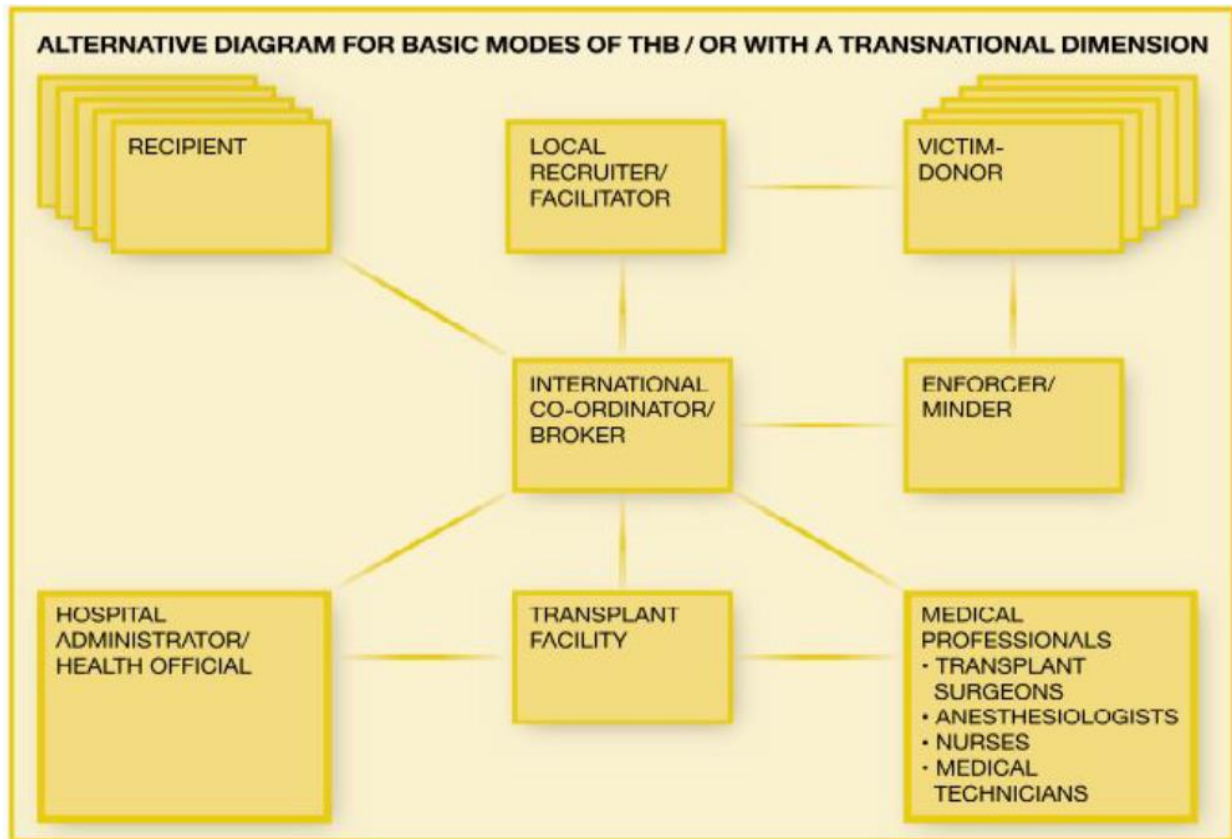 ALTERNATIVE DIAGRAM FOR BASIC MODES OF THB / OR WITH A TRANSNATIONAL DIMENSION
RECIPIENT
LOCAL
RECRUITER/
FACILITATOR
VICTIM-
DONOR
INTERNATIONAL
CO-ORDINATOR/
BROKER
ENFORCER/
MINDER
HOSPITAL
ADMINISTRATOR/
HEALTH OFFICIAL
TRANSPLANT
FACILITY
MEDICAL
PROFESSIONALS
• TRANSPLANT
SURGEONS
• ANESTHESIOLOGISTS
• NURSES
• MEDICAL
TECHNICIANS